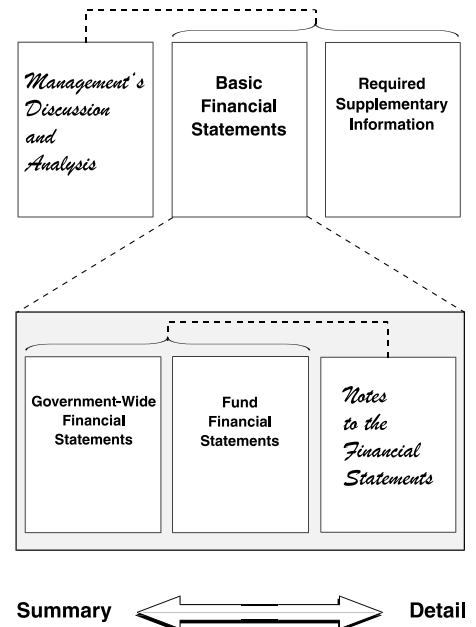 Management's
Discussion
and
Analysis
Basic
Financial
Statements
Required
Supplementary
Information
Government-Wide
Financial
Statements
Fund
Financial
Statements
Notes
to the
Financial
Statements
Summary
Detail